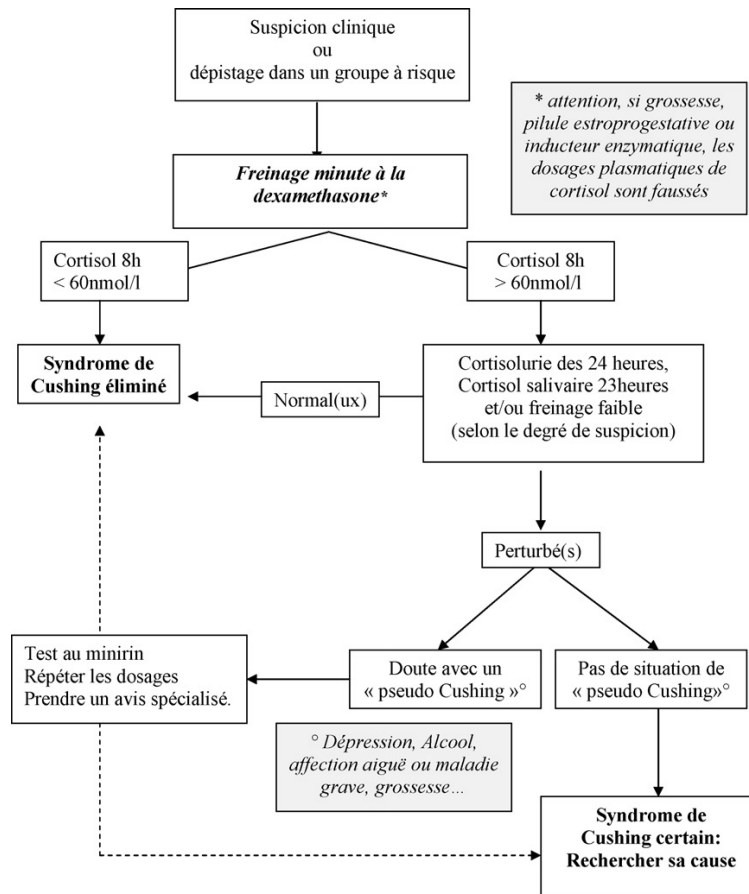 Suspicion clinique
ou
dépistage dans un groupe à risque
* attention, si grossesse,
pilule estroprogestative ou
inducteur enzymatique, les
dosages plasmatiques de
cortisol sont faussés
Freinage minute à la
dexamethasone*
Cortisol 8h
< 60nmol/l
Cortisol 8h
> 60nmol/l
Syndrome de
Cushing éliminé
Normal(ux)
Cortisolurie des 24 heures,
Cortisol salivaire 23heures
et/ou freinage faible
(selon le degré de suspicion)
Perturbé(s)
Test au minirin
Répéter les dosages
Prendre un avis spécialisé.
Doute avec un
« pseudo Cushing »°
Pas de situation de
« pseudo Cushing»°
° Dépression, Alcool,
affection aiguë ou maladie
grave, grossesse…
Syndrome de
Cushing certain:
Rechercher sa cause